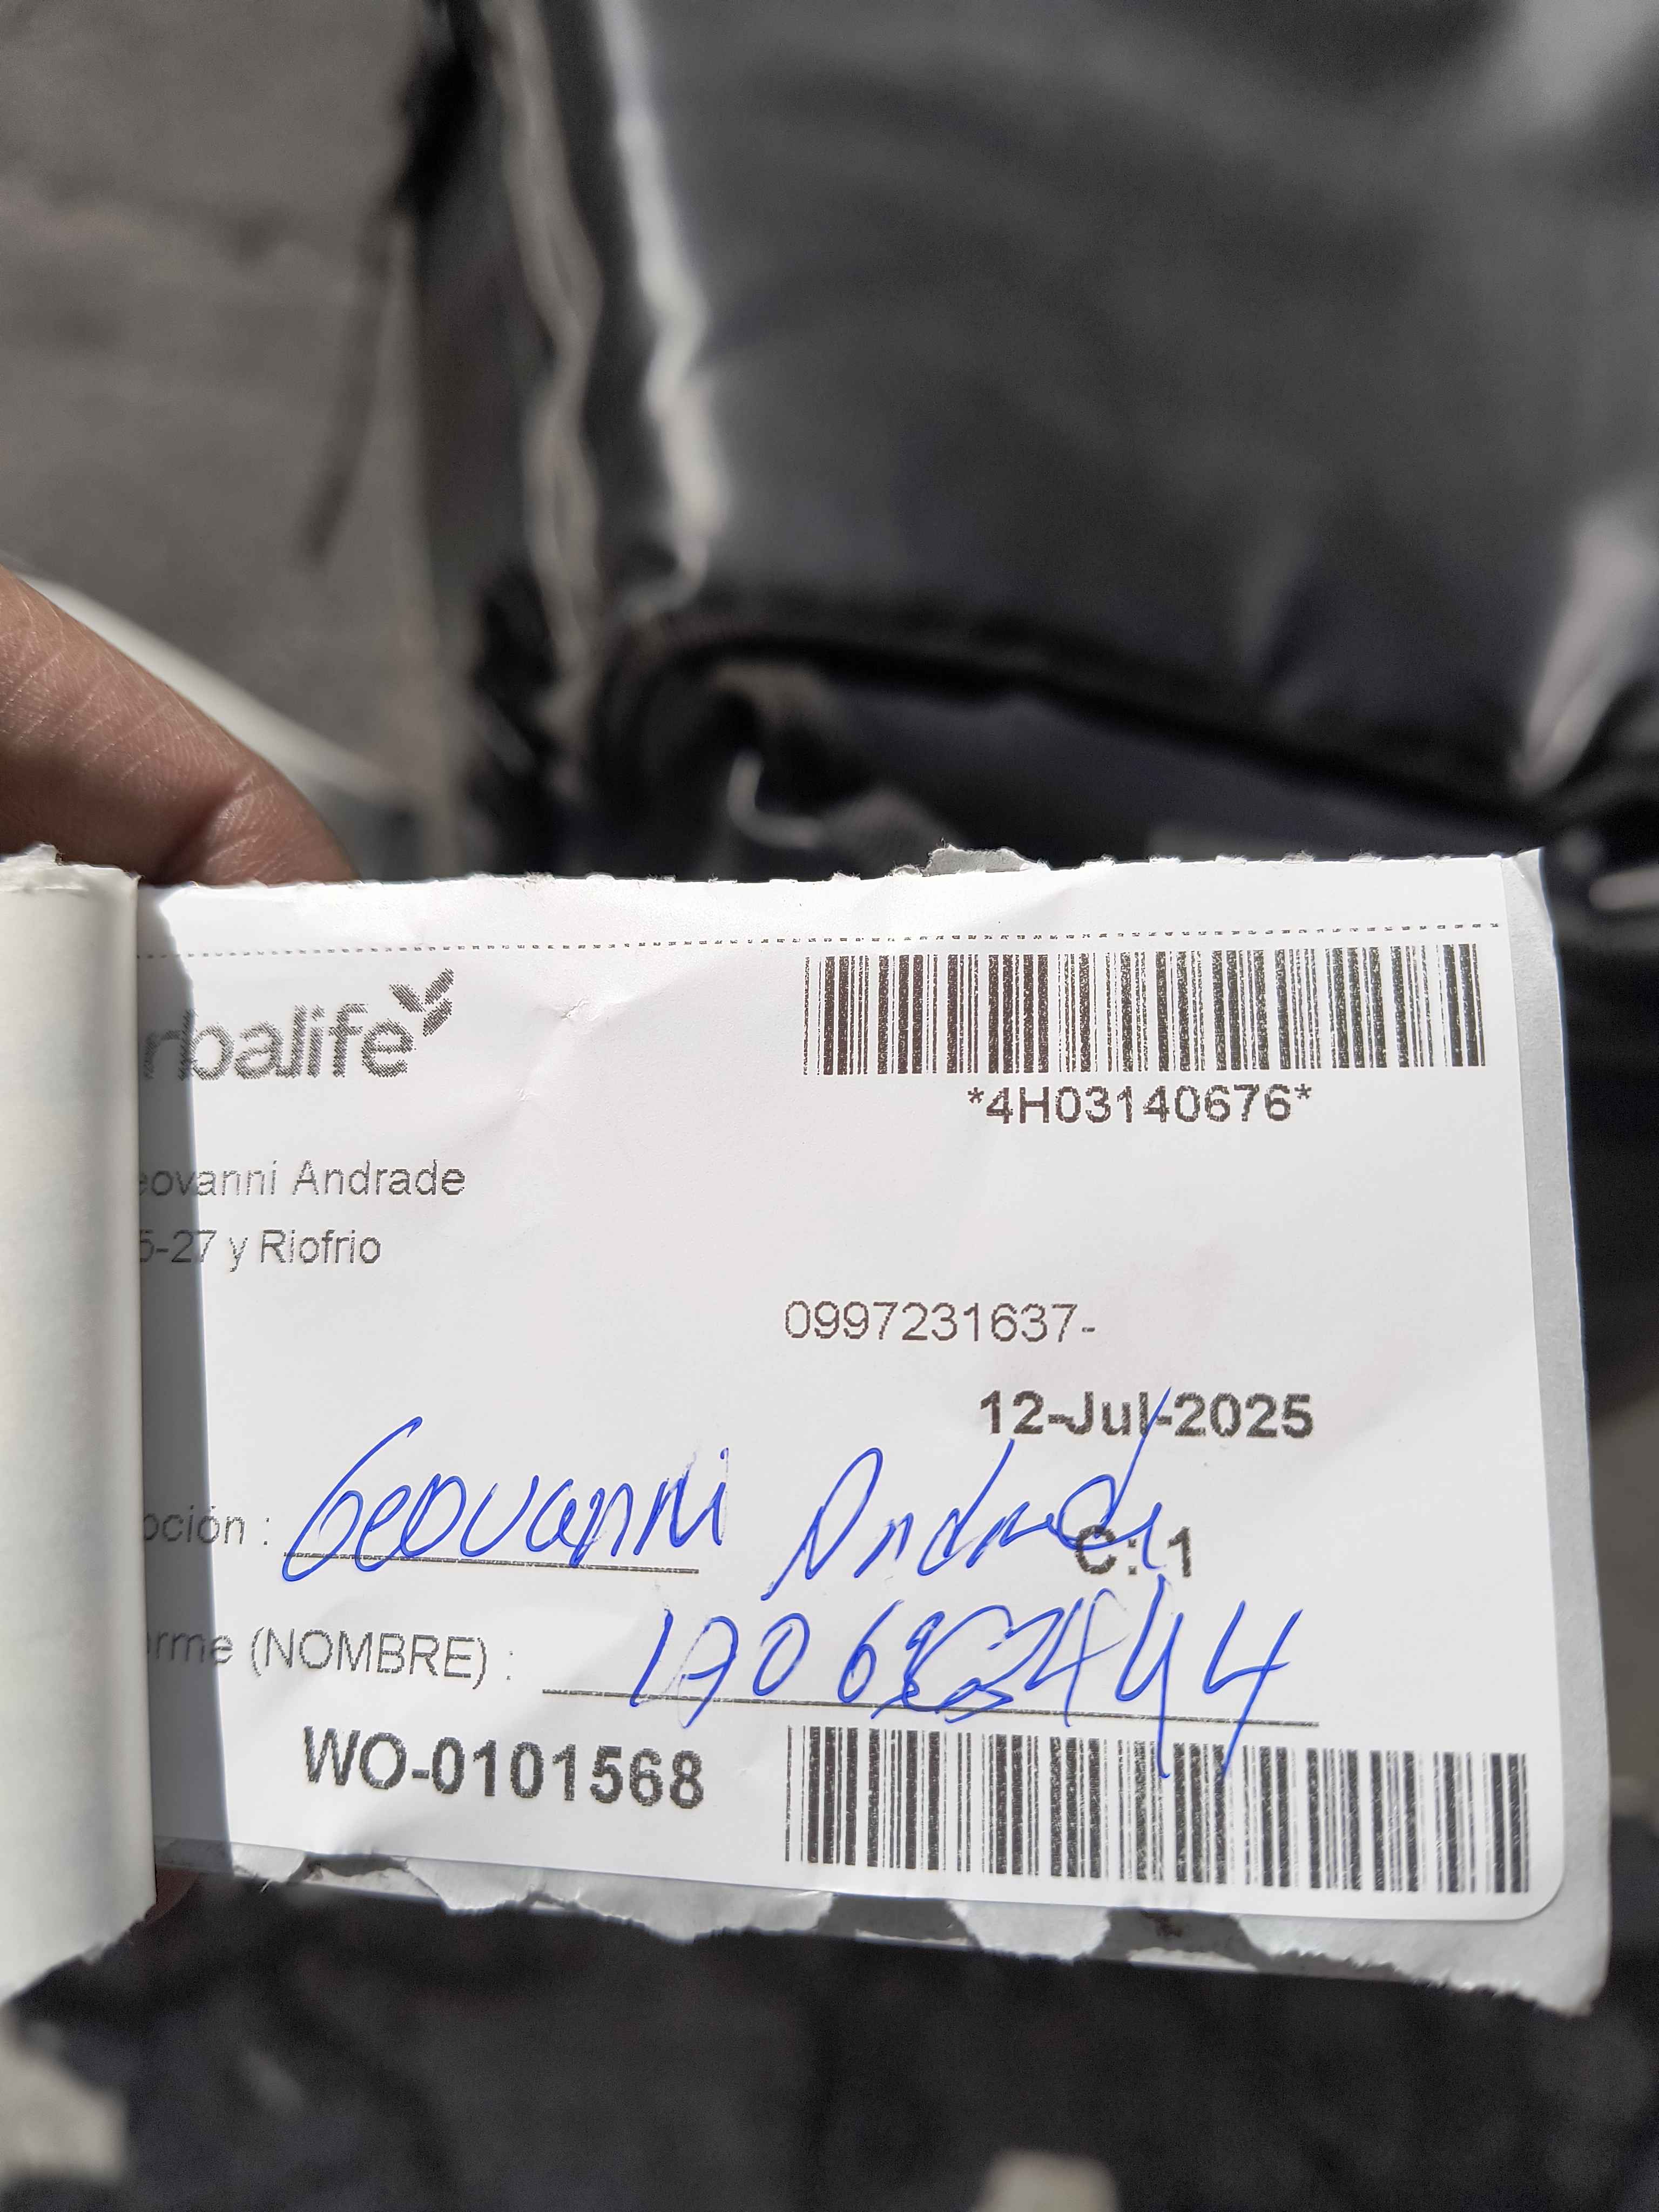 rbalife
*4H03140676*
eovanni Andrade
5-27 y Riofrio
0997231637-
12-Jul-2025
pción : Geovanni Andrade
C: 1
rme (NOMBRE) :
WO-0101568